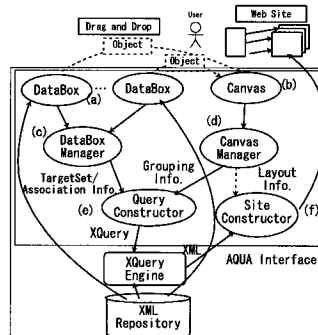 User
Web Site
Drag and Drop
Object
Object
DataBox
DataBox
Canvas
(a)
(b)
(c)
(d)
DataBox
Manager
Canvas
Manager
TargetSet/
Association Info.
Grouping
Info.
Layout
Info.
(e)
Query
Constructor
Site
Constructor
(f)
XQuery
XML
XQuery
Engine
AQUA Interface
XML
Repository